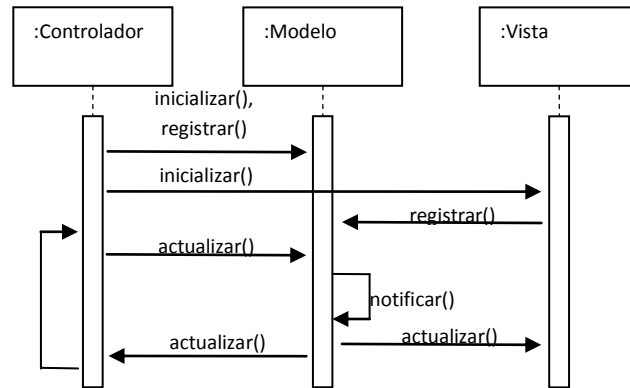 :Controlador
:Modelo
:Vista
inicializar(),
registrar()
inicializar()
registrar()
actualizar()
notificar()
actualizar()
actualizar()